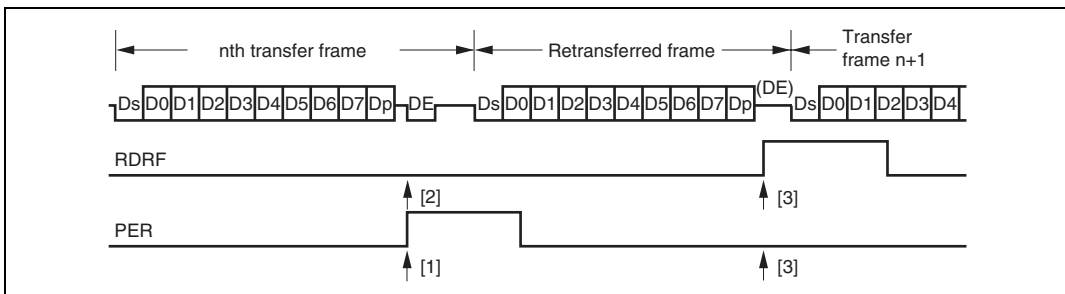 nth transfer frame Retransferred frame Transfer
frame n+1
Ds D0 D1 D2 D3 D4 D5 D6 D7 Dp DE Ds D0 D1 D2 D3 D4 D5 D6 D7 Dp (DE) Ds D0 D1 D2 D3 D4
RDRF
[2] [3]
PER
[1] [3]